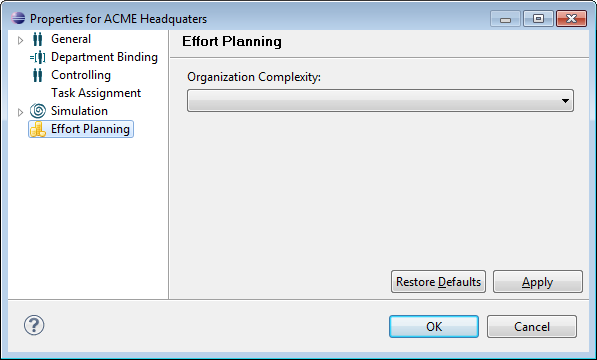 Properties for ACME Headquaters
General
Department Binding
Controlling
Task Assignment
Simulation
Effort Planning
Effort Planning
Organization Complexity:
Restore Defaults
Apply
?
OK
Cancel